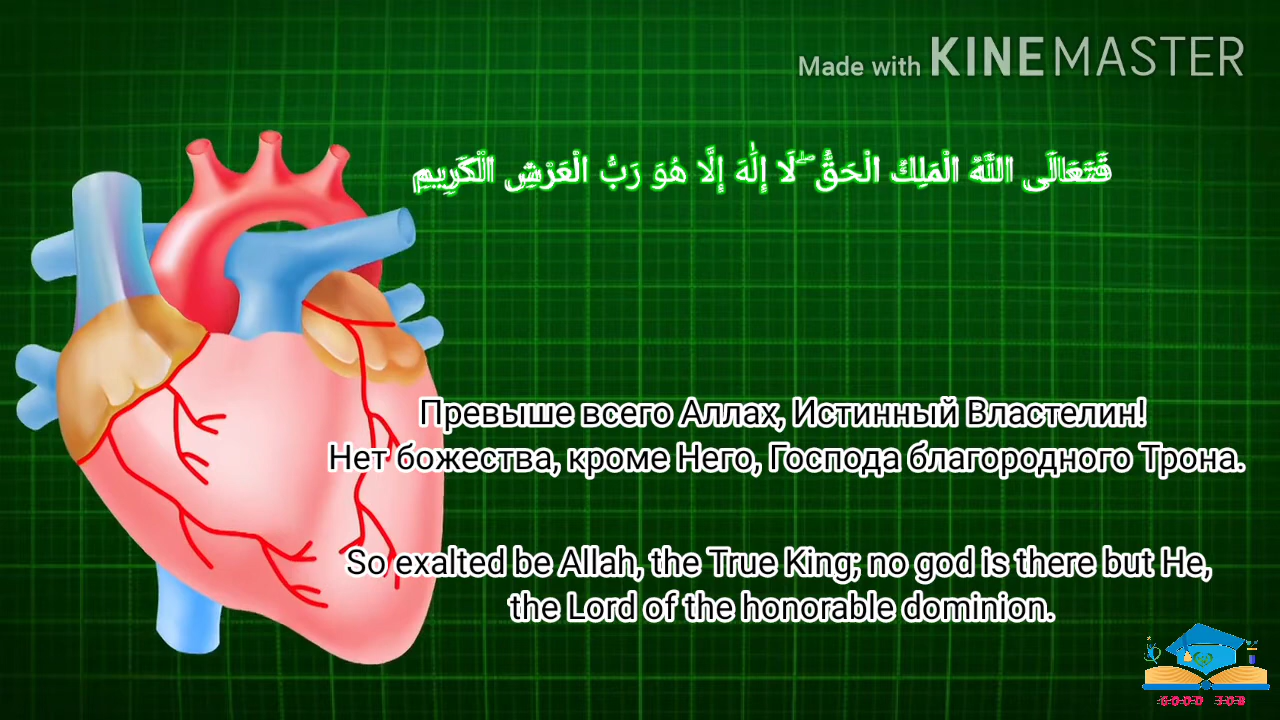 Made with KINEMASTER
فَتَعَالَى اللَّهُ الْمَلِكُ الْحَقُّ ۖ لَا إِلَٰهَ إِلَّا هُوَ رَبُّ الْعَرْشِ الْكَرِيمِ
Превыше всего Аллах, Истинный Властелин!
Нет божества, кроме Него, Господа благородного Трона.
So exalted be Allah, the True King; no god is there but He,
the Lord of the honorable dominion.
GOOD JOB